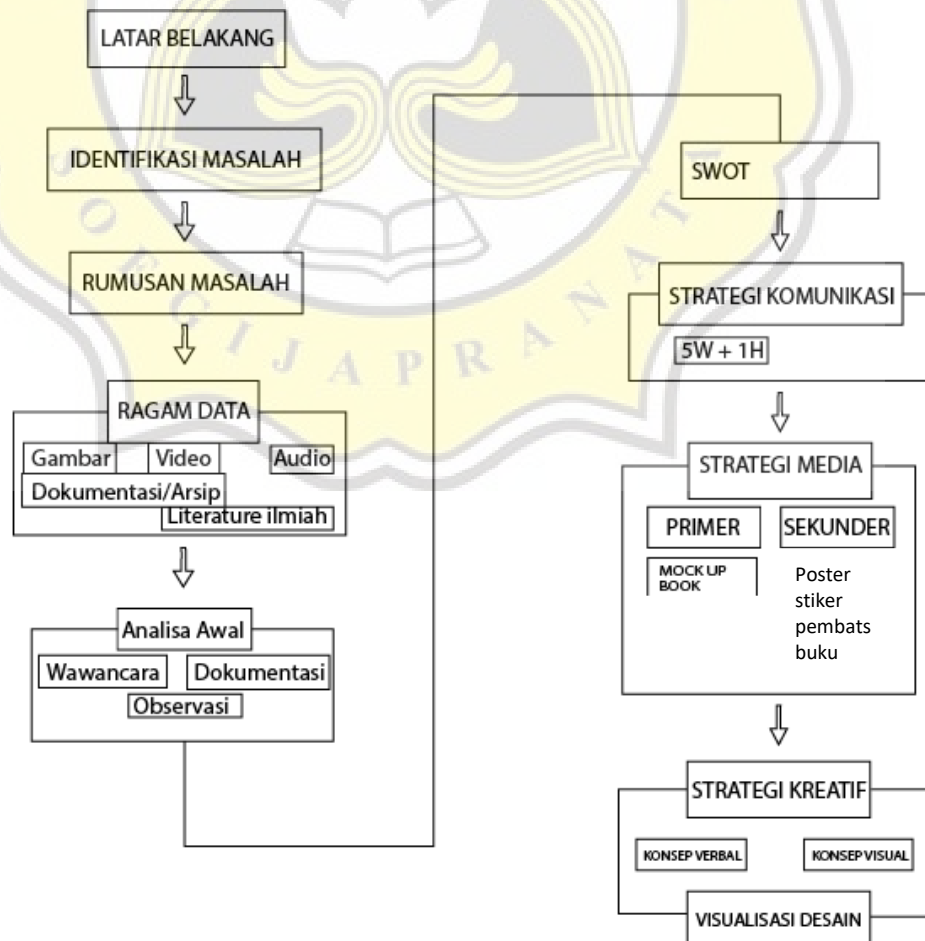 LATAR BELAKANG
IDENTIFIKASI MASALAH
RUMUSAN MASALAH
RAGAM DATA
Gambar
Video
Audio
Dokumentasi/Arsip
Literature ilmiah
Analisa Awal
Wawancara
Dokumentasi
Observasi
SWOT
STRATEGI KOMUNIKASI
5W + 1H
STRATEGI MEDIA
PRIMER
SEKUNDER
MOCK UP
BOOK
Poster
stiker
pembats
buku
STRATEGI KREATIF
KONSEP VERBAL
KONSEP VISUAL
VISUALISASI DESAIN
SOEGIJAPRANATA